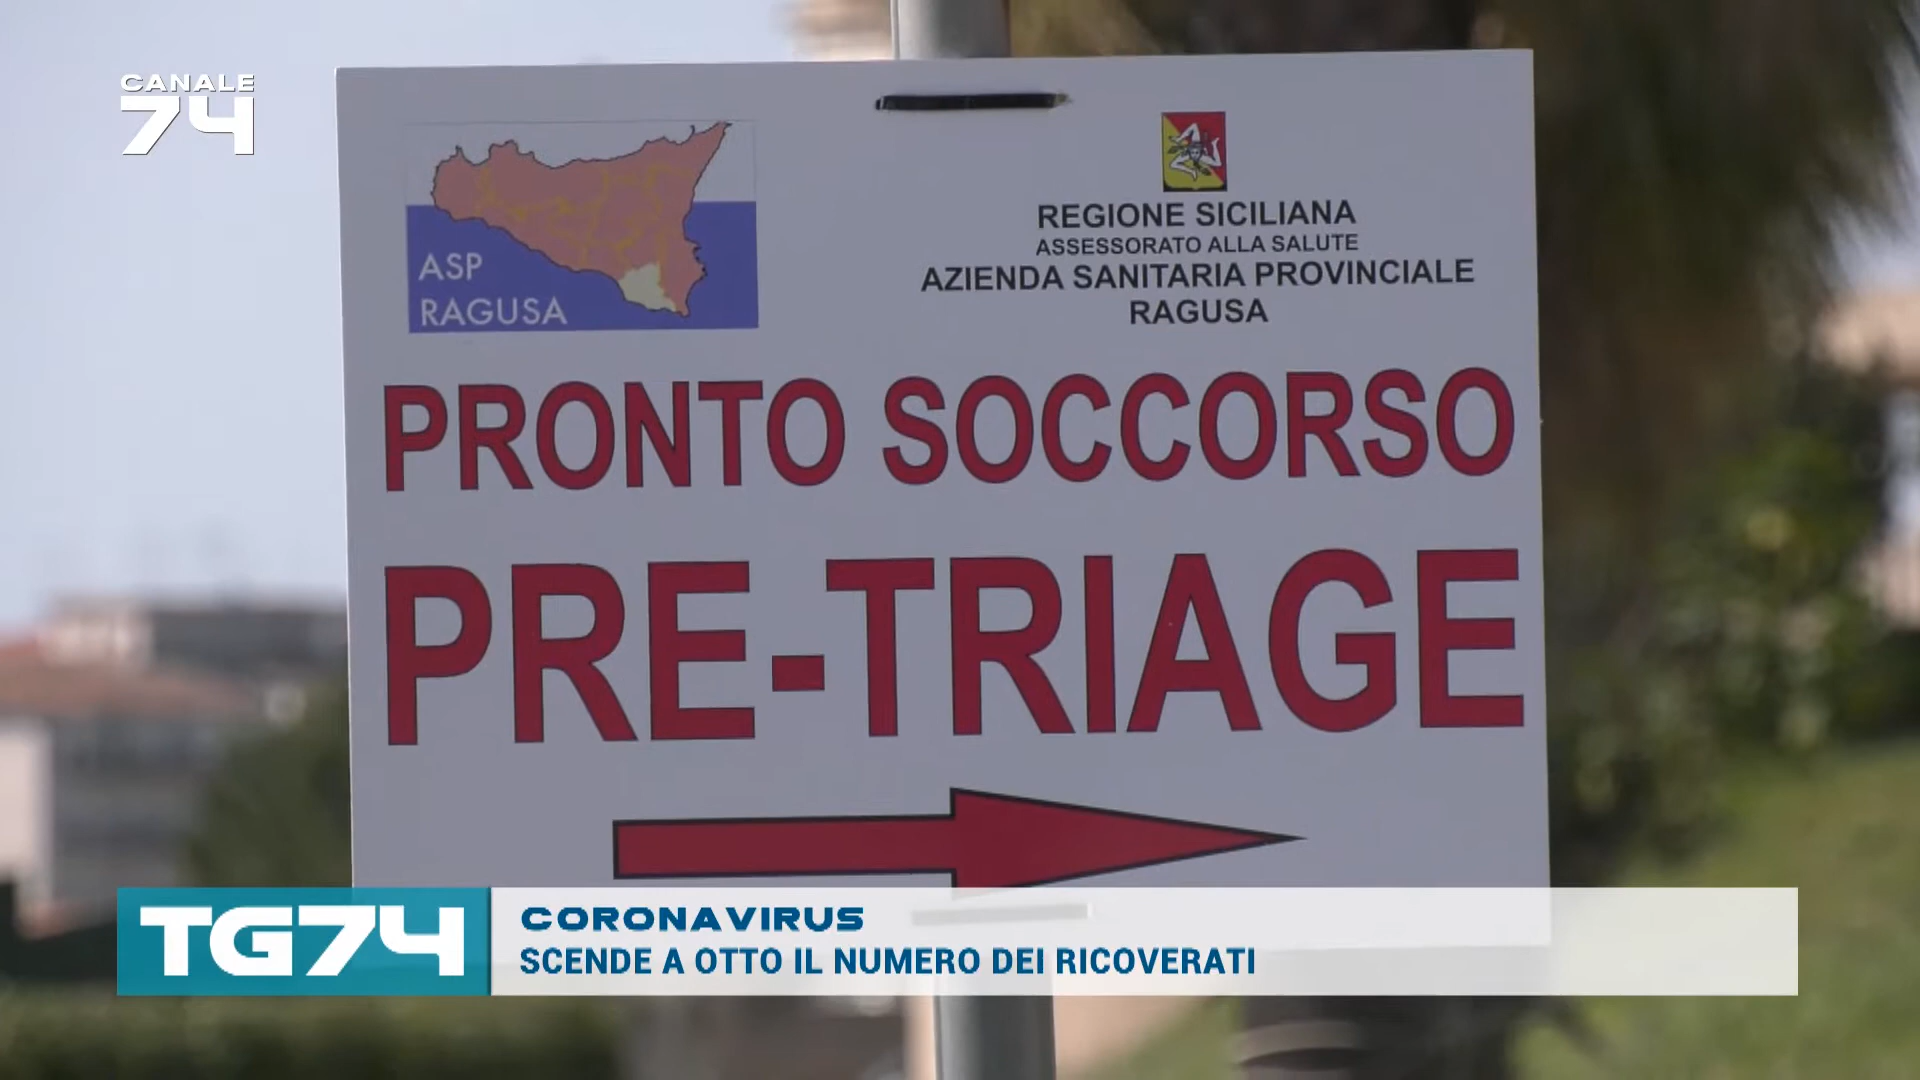 CANALE
74
ASP
RAGUSA
REGIONE SICILIANA
ASSESSORATO ALLA SALUTE
AZIENDA SANITARIA PROVINCIALE
RAGUSA
PRONTO SOCCORSO
PRE-TRIAGE
TG74
CORONAVIRUS
SCENDE A OTTO IL NUMERO DEI RICOVERATI